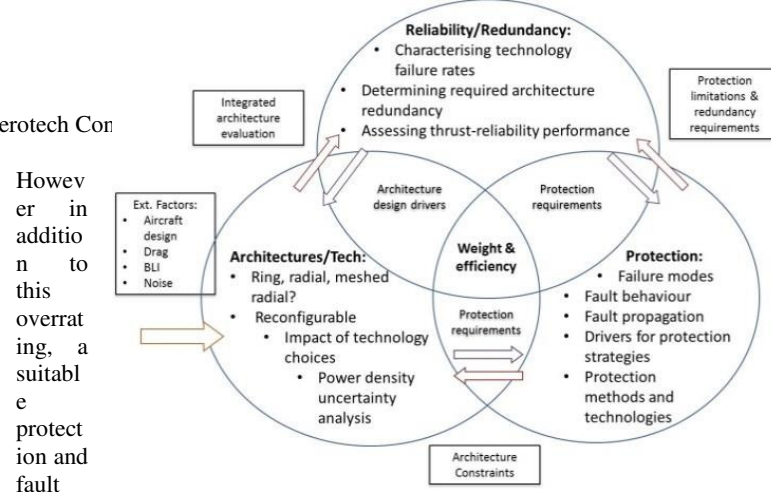 erotech Con
Howev
er in
additio
n to
this
overrat
ing, a
suitabl
e
protect
ion and
fault
Reliability/Redundancy:
• Characterising technology
failure rates
• Determining required architecture
redundancy
• Assessing thrust-reliability performance
Integrated
architecture
evaluation
Protection
limitations &
redundancy
requirements
Ext. Factors:
• Aircraft
design
• Drag
• BLI
• Noise
Architecture
design drivers
Protection
requirements
Weight &
efficiency
Architectures/Tech:
• Ring, radial, meshed
radial?
• Reconfigurable
• Impact of technology
choices
• Power density
uncertainty
analysis
Protection
requirements
Protection:
• Failure modes
• Fault behaviour
• Fault propagation
• Drivers for protection
strategies
• Protection
methods and
technologies
Architecture
Constraints